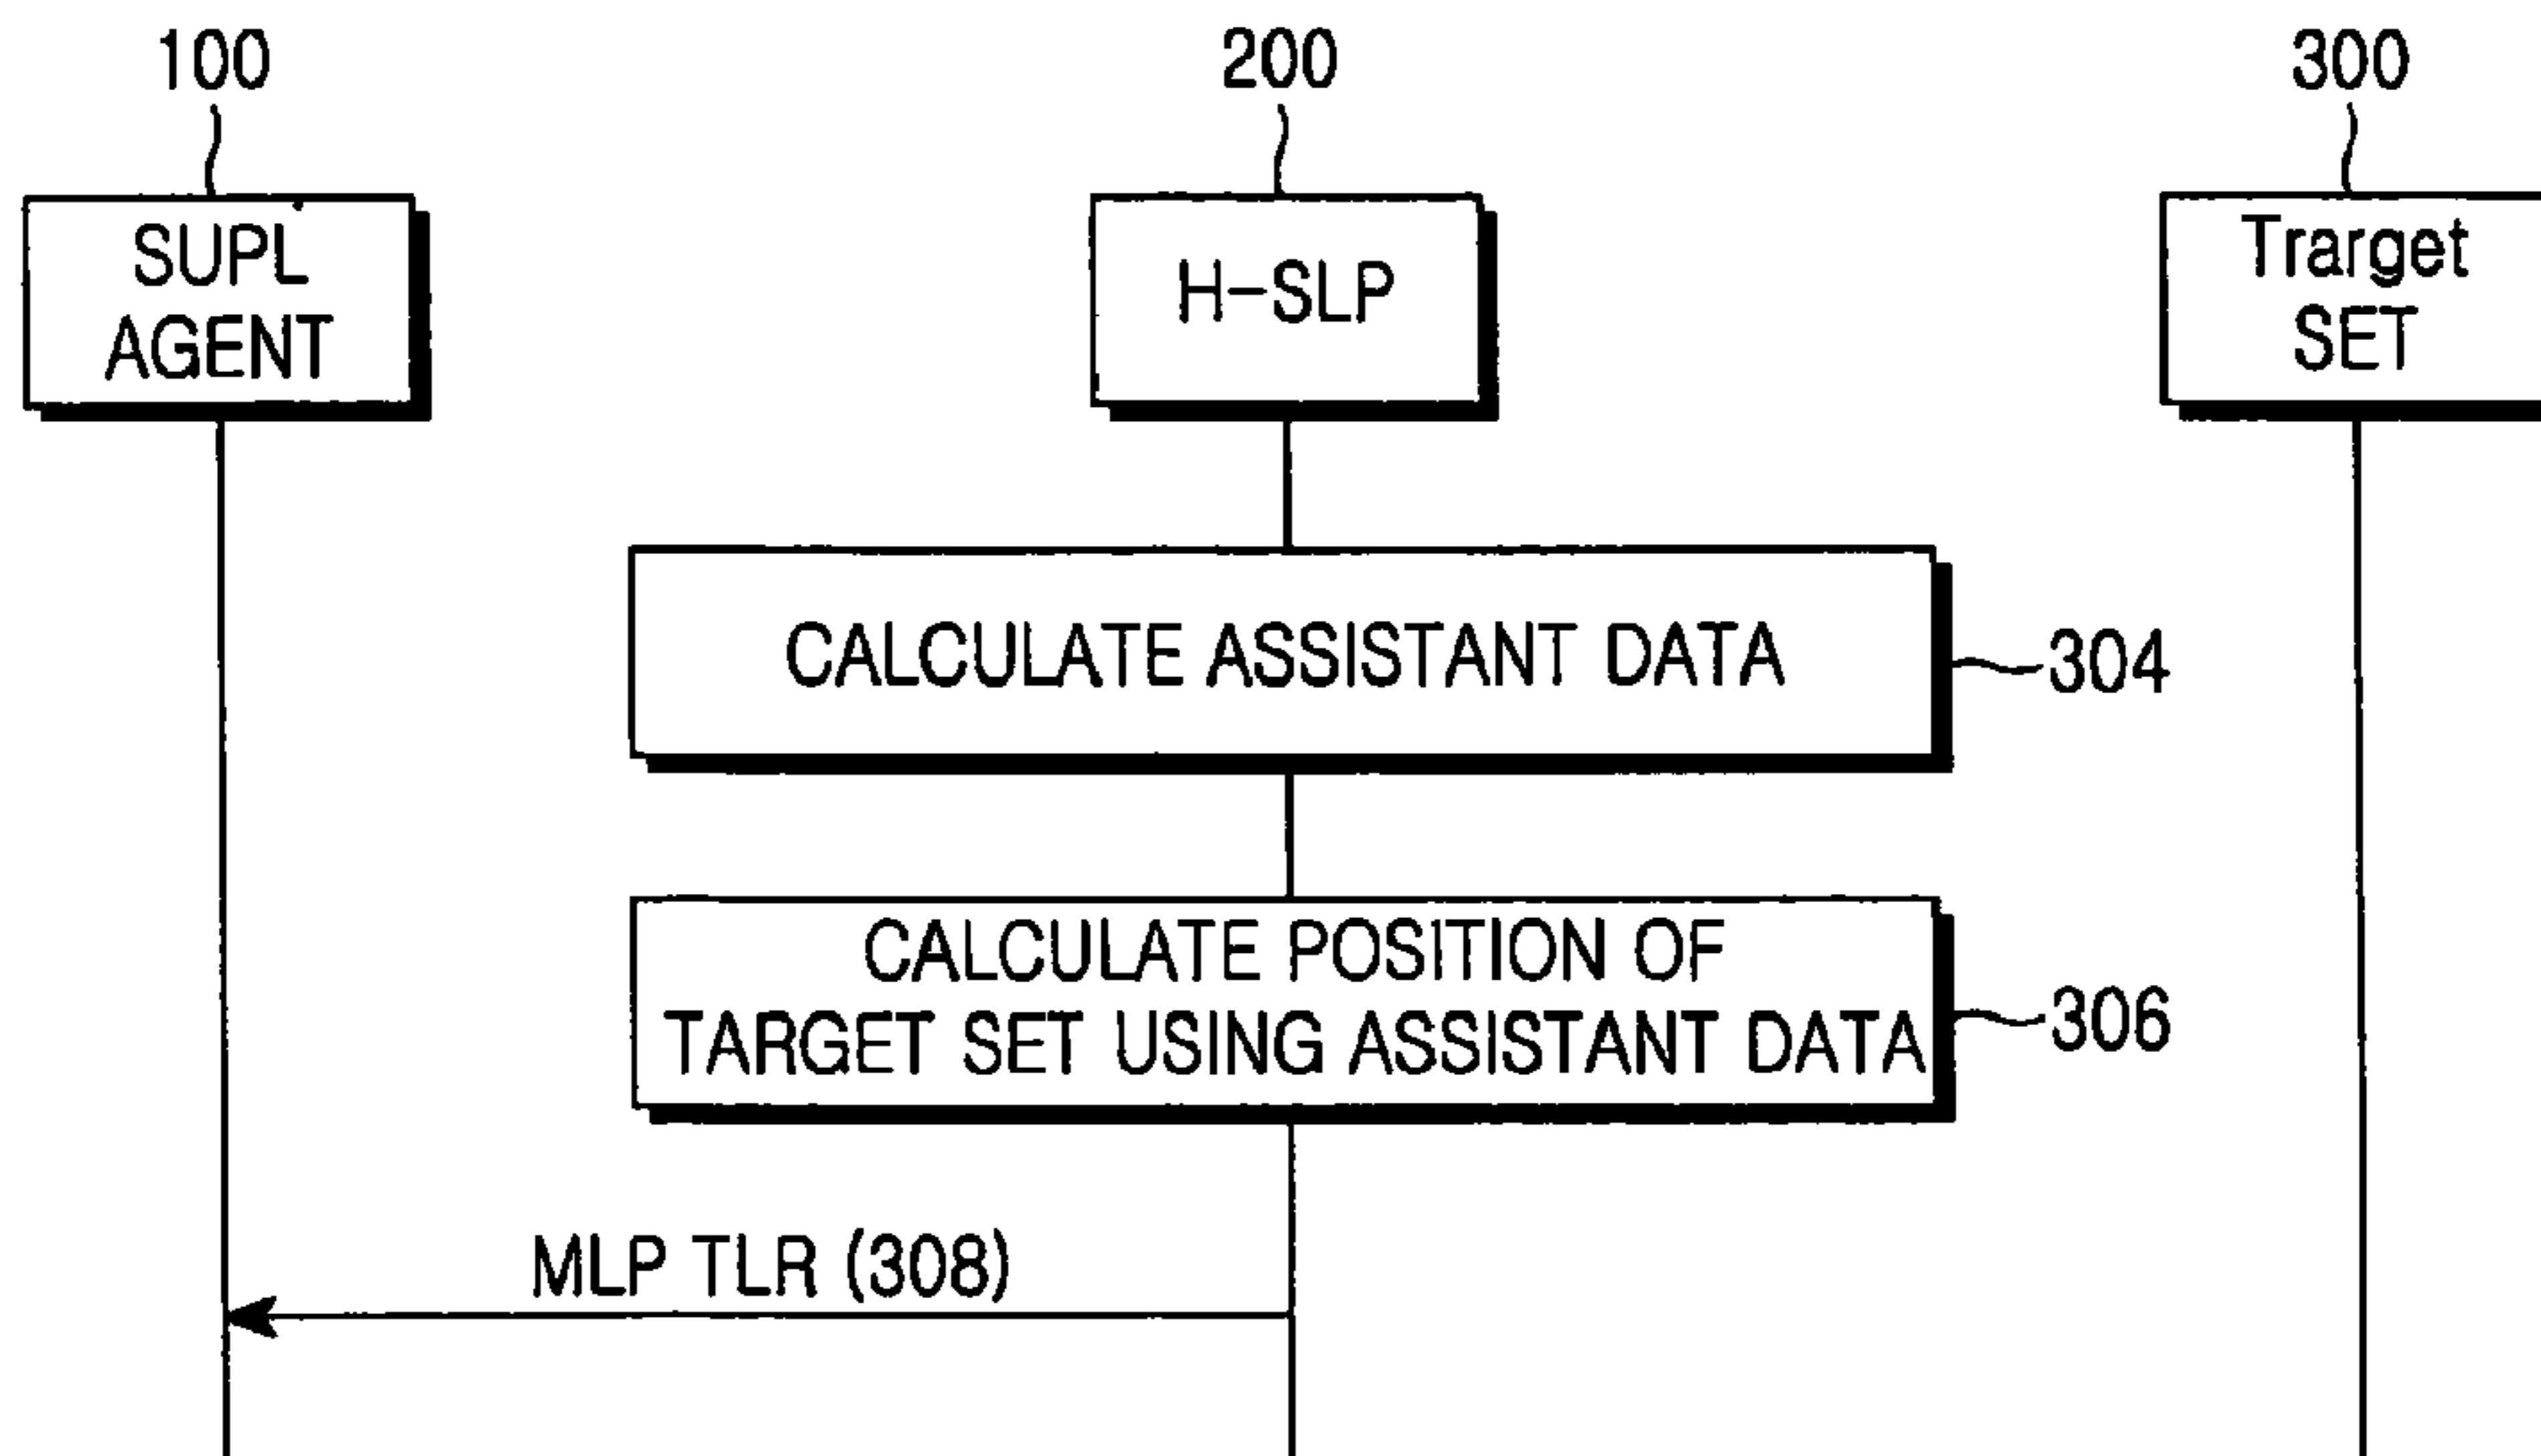 100
200
300
SUPL
AGENT
H-SLP
Trarget
SET
CALCULATE ASSISTANT DATA
304
CALCULATE POSITION OF
TARGET SET USING ASSISTANT DATA
306
MLP TLR (308)